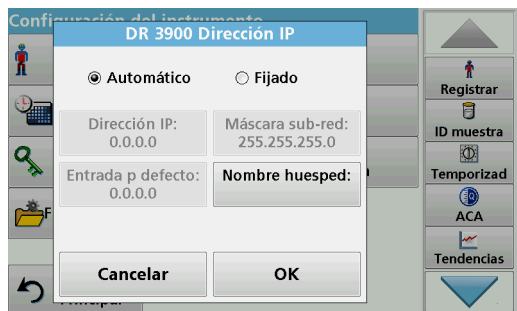 Configuración del instrumento
DR 3900 Dirección IP
Automático
Fijado
Dirección IP:
0.0.0.0
Máscara sub-red:
255.255.255.0
Entrada p defecto:
0.0.0.0
Nombre huesped:
Cancelar
OK
F
Principal
Registrar
ID muestra
Temporizad
ACA
Tendencias